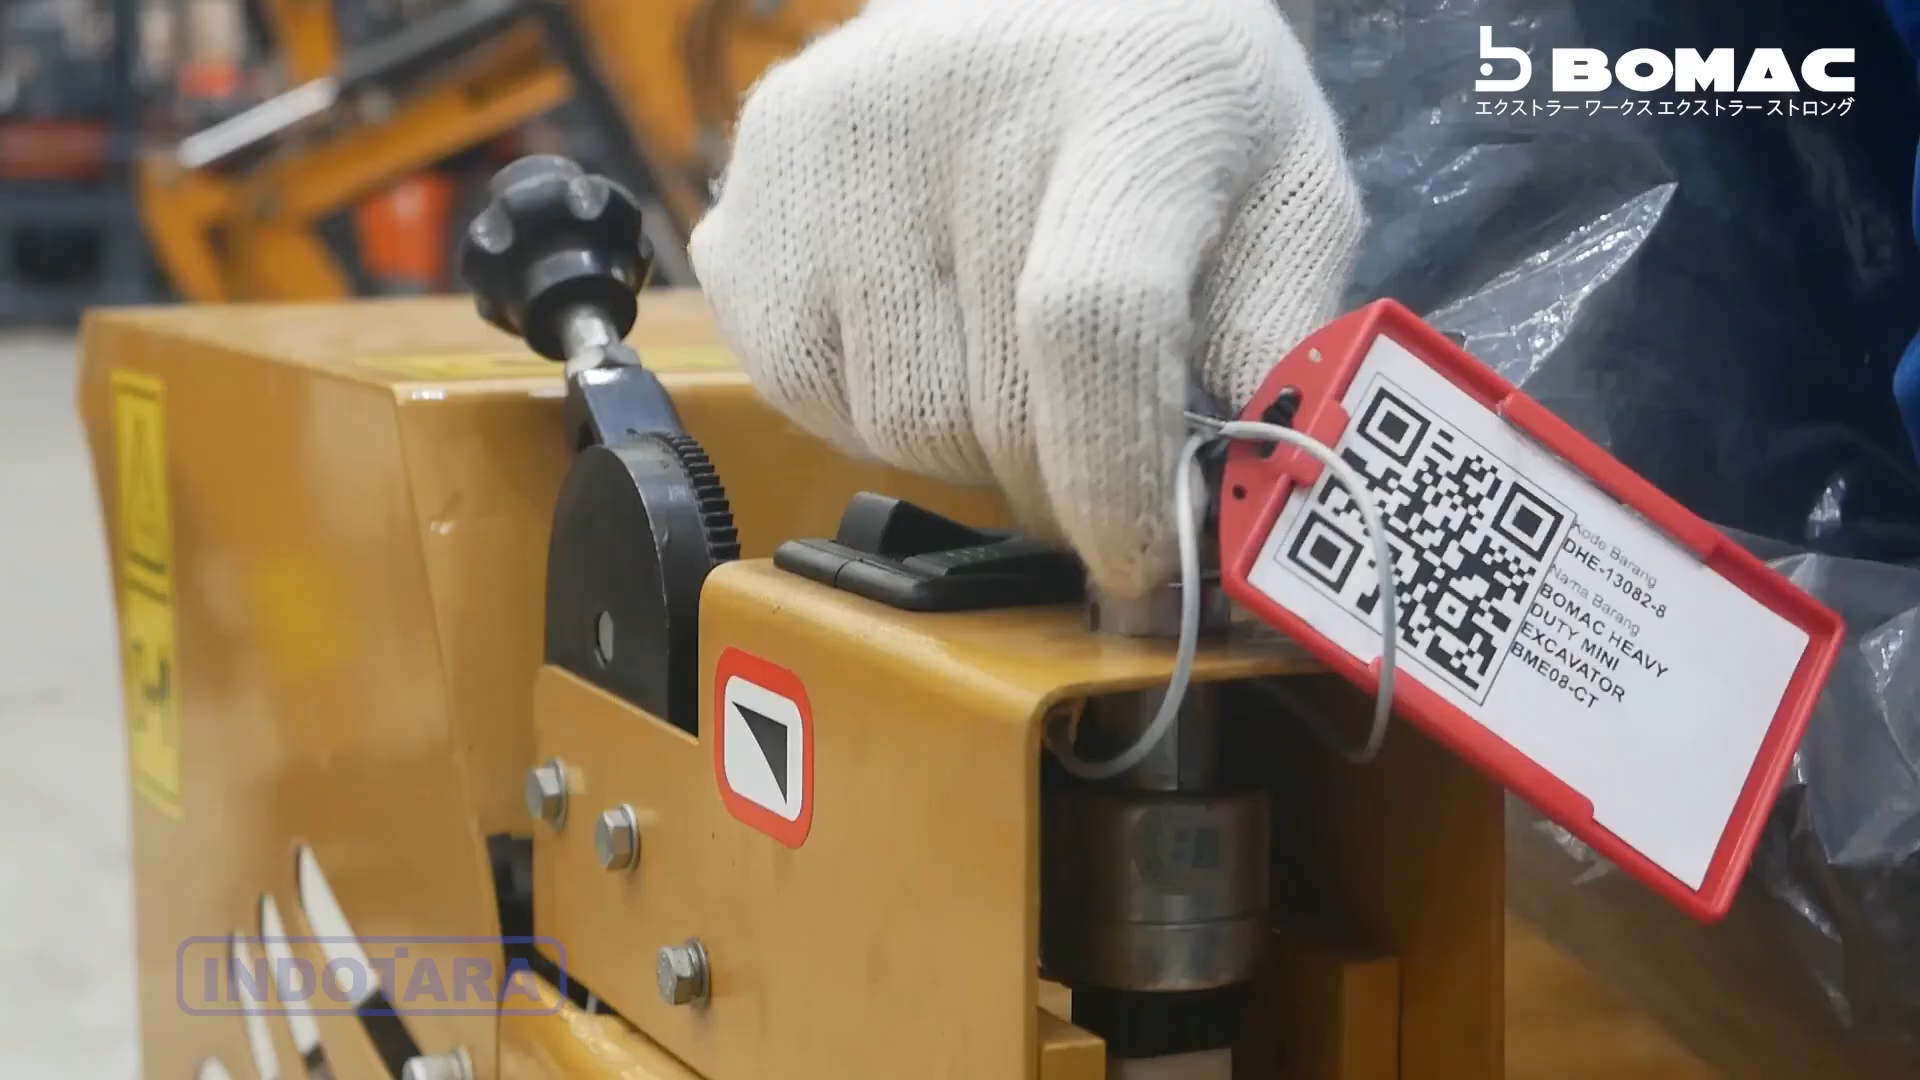 BOMAC
エクストラー ワークス エクストラー ストロング
Kode Barang
DHE-13082-8
Nama Barang
BOMAC HEAVY
DUTY MINI
EXCAVATOR
BME08-CT
INDOTARA